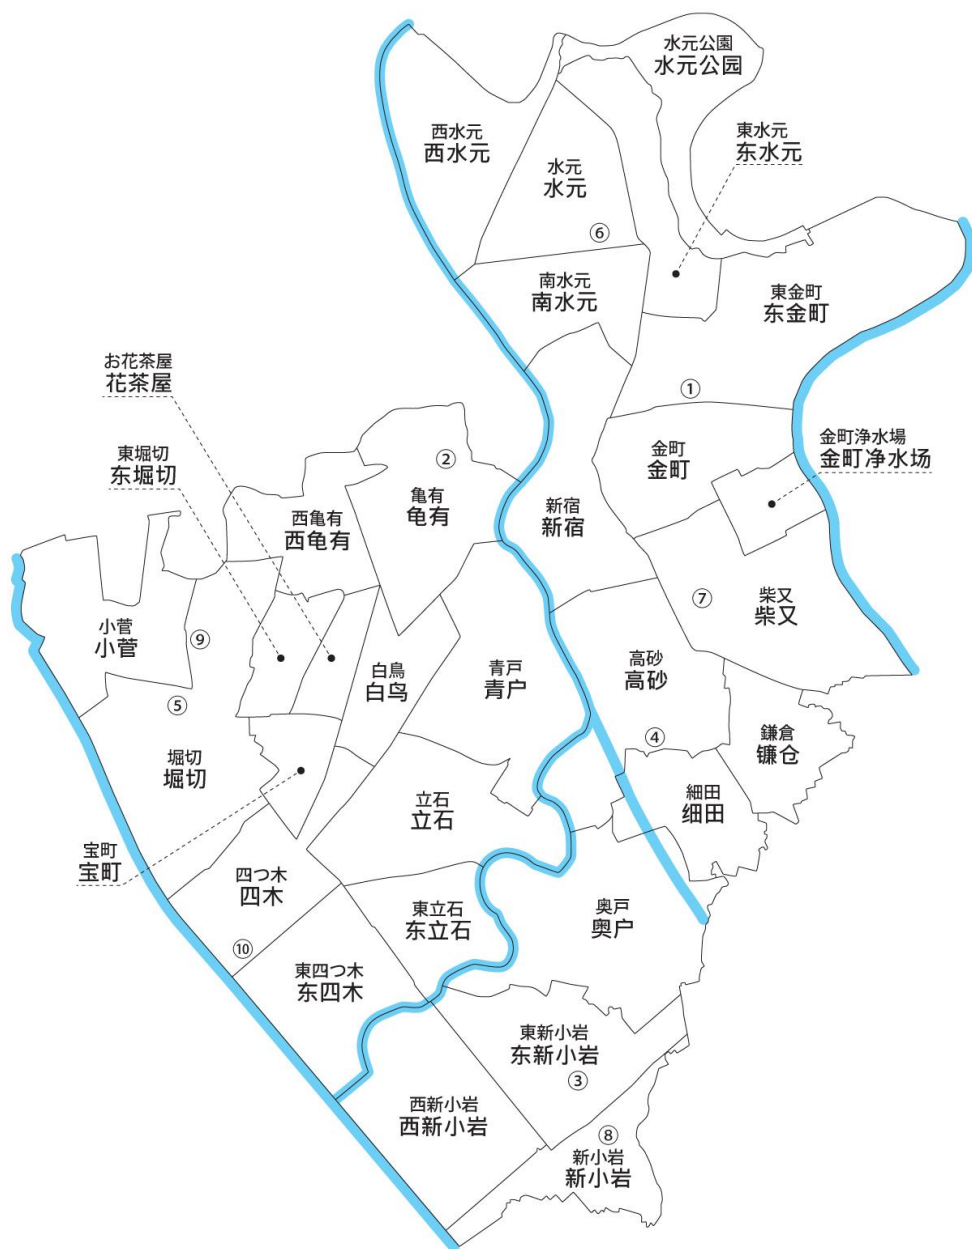 水元公園
水元公园
西水元
西水元
東水元
东水元
水元
水元
⑥
南水元
南水元
東金町
东金町
お花茶屋
花茶屋
①
東堀切
东堀切
②
金町
金町
金町浄水場
金町净水场
亀有
龟有
西亀有
西龟有
新宿
新宿
⑦
柴又
柴又
小菅
小菅
⑨
白鳥
白鸟
青戸
青户
高砂
高砂
⑤
④
鎌倉
镰仓
堀切
堀切
細田
细田
立石
立石
宝町
宝町
四つ木
四木
東立石
东立石
奥戸
奥户
⑩
東四つ木
东四木
東新小岩
东新小岩
③
西新小岩
西新小岩
⑧
新小岩
新小岩